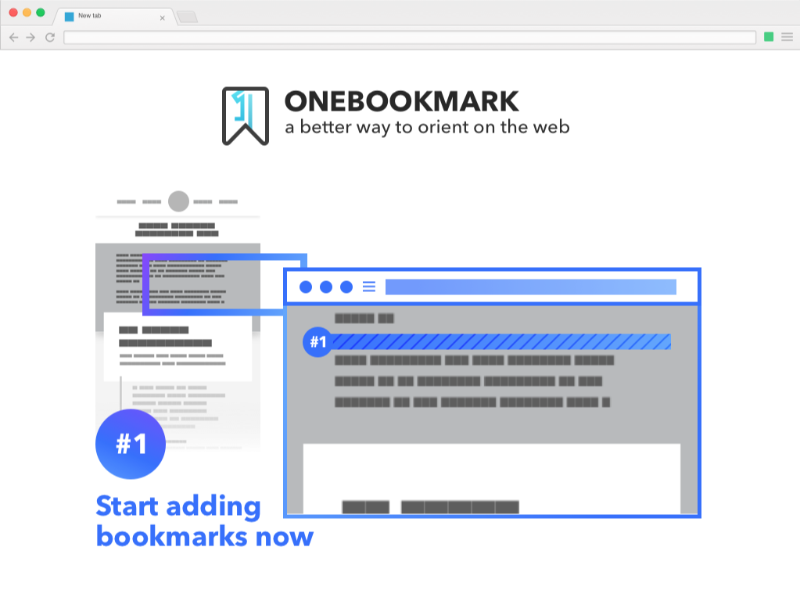 New tab
ONEBOOKMARK
a better way to orient on the web
#1
#1
Start adding
bookmarks now